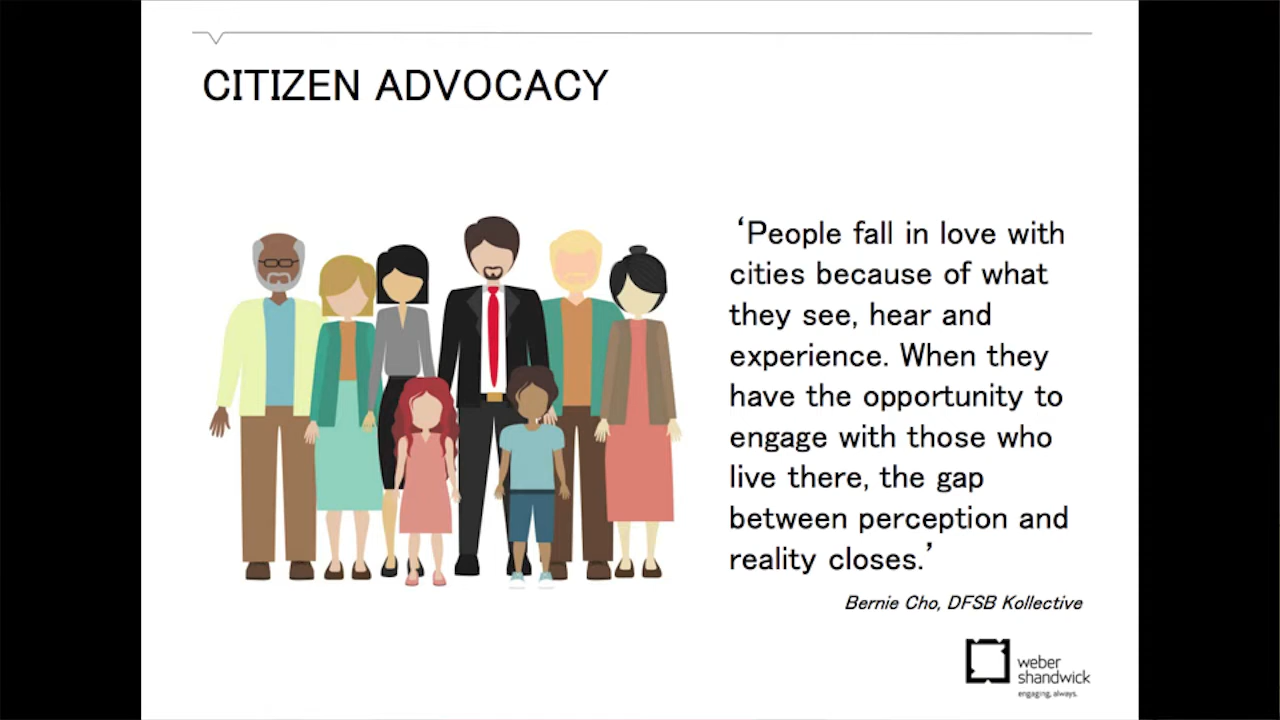 CITIZEN ADVOCACY
‘People fall in love with
cities because of what
they see, hear and
experience. When they
have the opportunity to
engage with those who
live there, the gap
between perception and
reality closes.’
Bernie Cho, DFSB Kollective
weber
shandwick
engaging, always.